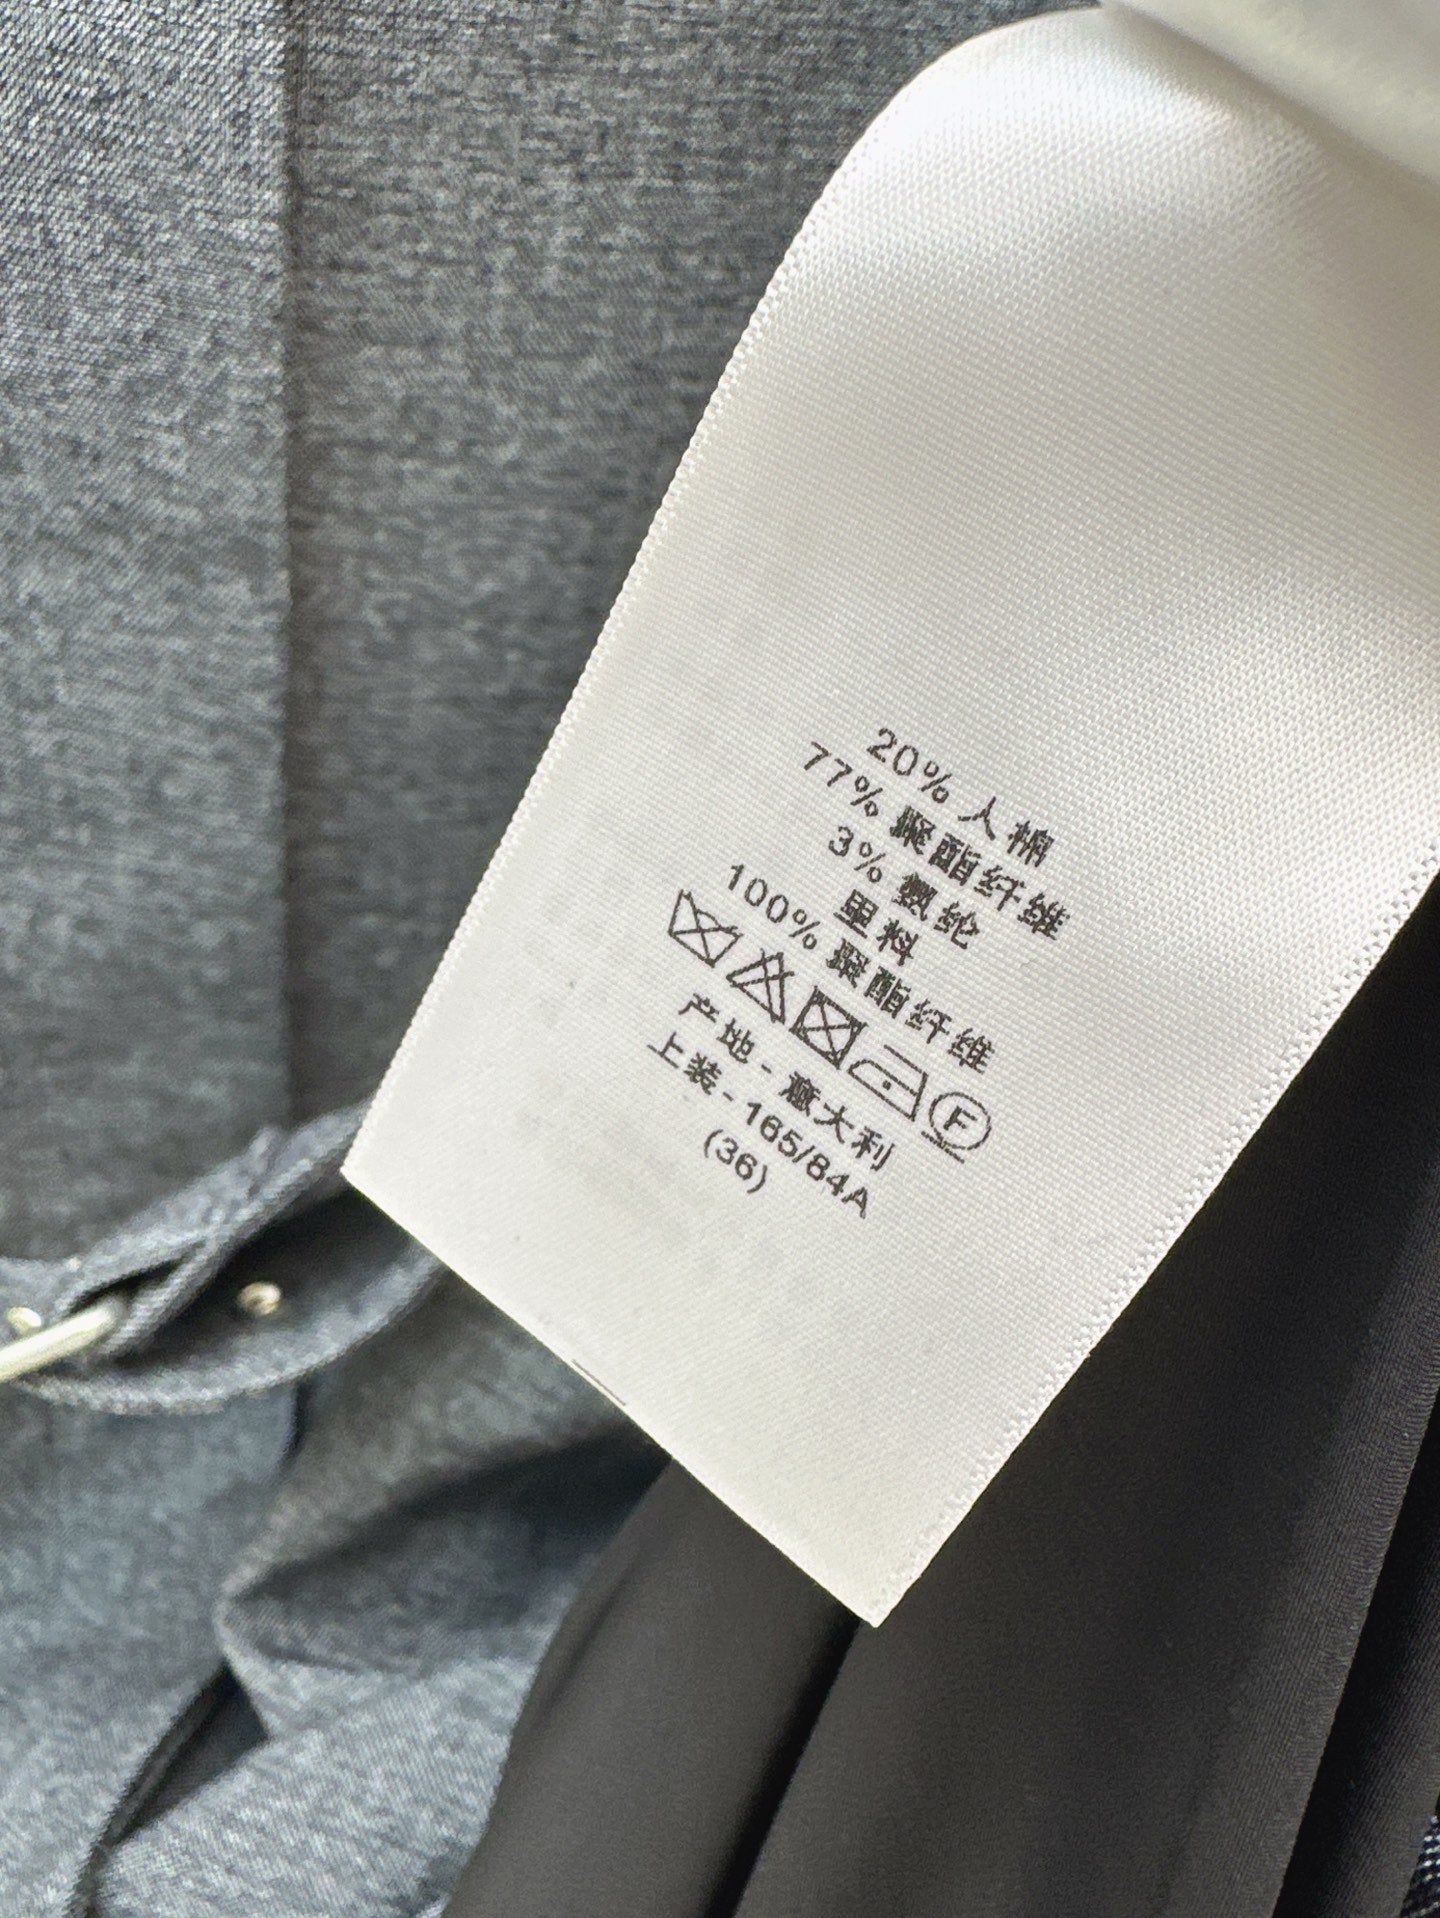 20% 人棉
77% 聚酯纤维
3% 氨纶
里料
100% 聚酯纤维
F
产地 - 意大利
上装 - 165/84A
(36)